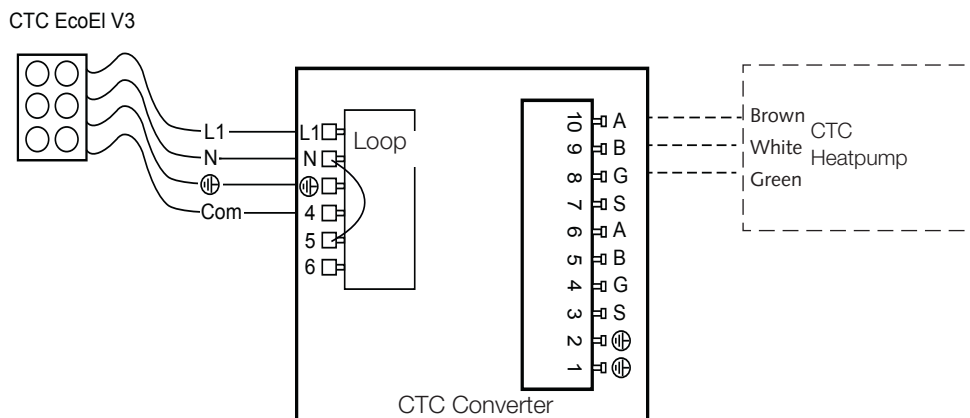 CTC EcoEl V3
L1
N
Com
L1
N
4
5
6
Loop
10 A
9 B
8 G
7 S
6 A
5 B
4 G
3 S
2
1
CTC Converter
Brown
White
Green
CTC
Heatpump